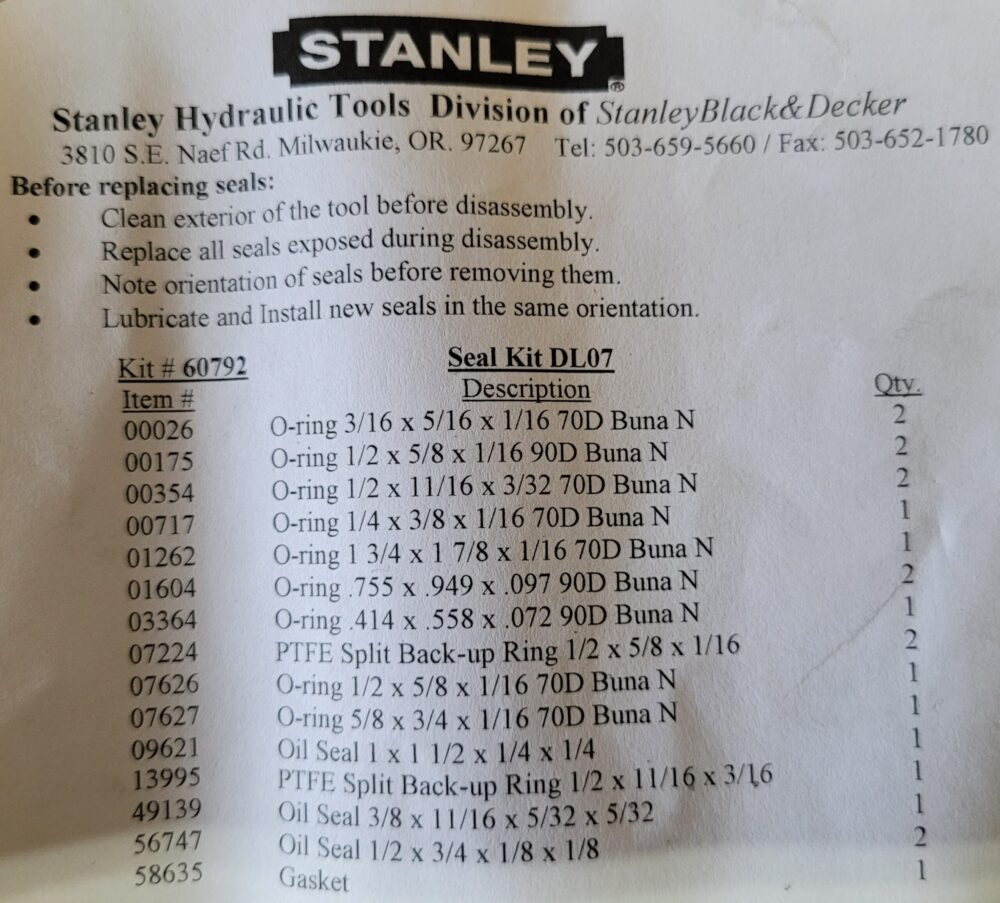 STANLEY®
Stanley Hydraulic Tools Division of StanleyBlack&Decker
3810 S.E. Naef Rd. Milwaukie, OR. 97267 Tel: 503-659-5660 / Fax: 503-652-1780
Before replacing seals:
• Clean exterior of the tool before disassembly.
• Replace all seals exposed during disassembly.
• Note orientation of seals before removing them.
• Lubricate and Install new seals in the same orientation.
Kit # 60792 Seal Kit DL07
Item # Description Qty.
00026 O-ring 3/16 x 5/16 x 1/16 70D Buna N 2
00175 O-ring 1/2 x 5/8 x 1/16 90D Buna N 2
00354 O-ring 1/2 x 11/16 x 3/32 70D Buna N 2
00717 O-ring 1/4 x 3/8 x 1/16 70D Buna N 1
01262 O-ring 1 3/4 x 1 7/8 x 1/16 70D Buna N 1
01604 O-ring .755 x .949 x .097 90D Buna N 2
03364 O-ring .414 x .558 x .072 90D Buna N 1
07224 PTFE Split Back-up Ring 1/2 x 5/8 x 1/16 2
07626 O-ring 1/2 x 5/8 x 1/16 70D Buna N 1
07627 O-ring 5/8 x 3/4 x 1/16 70D Buna N 1
09621 Oil Seal 1 x 1 1/2 x 1/4 x 1/4 1
13995 PTFE Split Back-up Ring 1/2 x 11/16 x 3/16 1
49139 Oil Seal 3/8 x 11/16 x 5/32 x 5/32 1
56747 Oil Seal 1/2 x 3/4 x 1/8 x 1/8 2
58635 Gasket 1